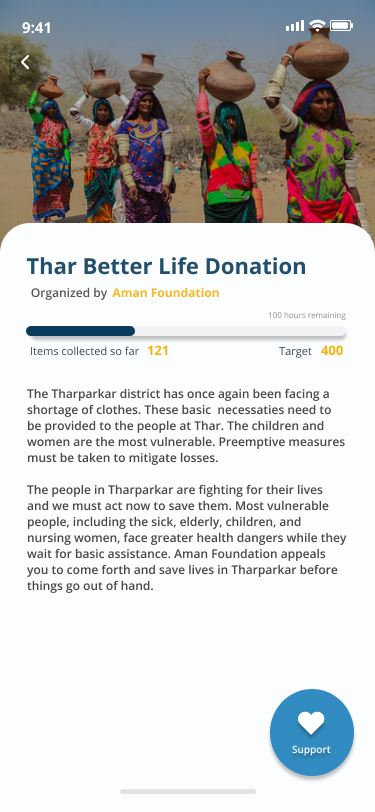 9:41
Thar Better Life Donation
Organized by Aman Foundation
100 hours remaining
Items collected so far 121 Target 400
The Tharparkar district has once again been facing a
shortage of clothes. These basic  necessaties need to
be provided to the people at Thar. The children and
women are the most vulnerable. Preemptive measures
must be taken to mitigate losses.
The people in Tharparkar are fighting for their lives
and we must act now to save them. Most vulnerable
people, including the sick, elderly, children, and
nursing women, face greater health dangers while they
wait for basic assistance. Aman Foundation appeals
you to come forth and save lives in Tharparkar before
things go out of hand.
Support